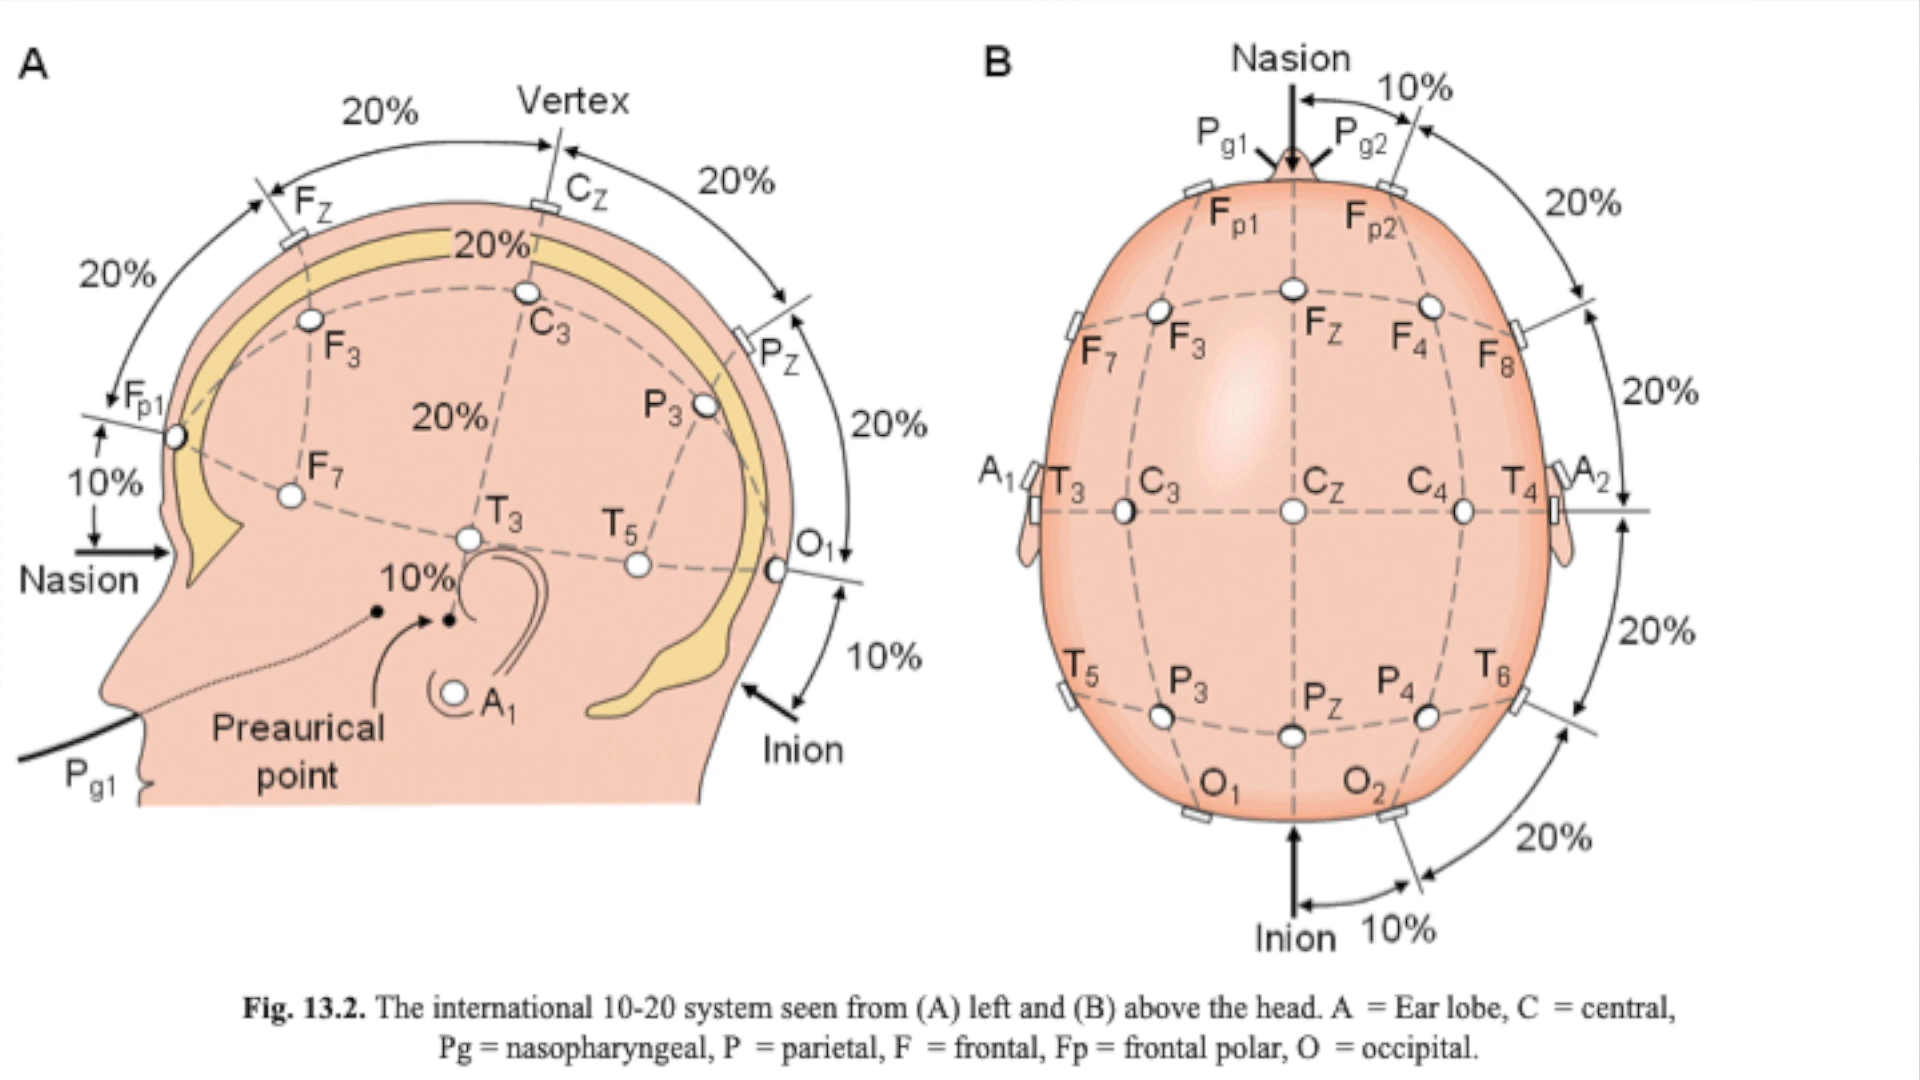 A
20%
Vertex
20%
FZ
CZ
20%
20%
20%
Fp1
F3
C3
PZ
P3
20%
20%
10%
F7
T3
T5
O1
Nasion
10%
10%
A1
Preaurical
point
Inion
Pg1
B
Nasion
10%
Pg1
Pg2
20%
Fp1
Fp2
F7
F3
FZ
F4
F8
20%
A1
T3
C3
CZ
C4
T4
A2
20%
T5
P3
PZ
P4
T6
O1
O2
20%
Inion
10%
Fig. 13.2. The international 10-20 system seen from (A) left and (B) above the head. A = Ear lobe, C = central,
Pg = nasopharyngeal, P = parietal, F = frontal, Fp = frontal polar, O = occipital.